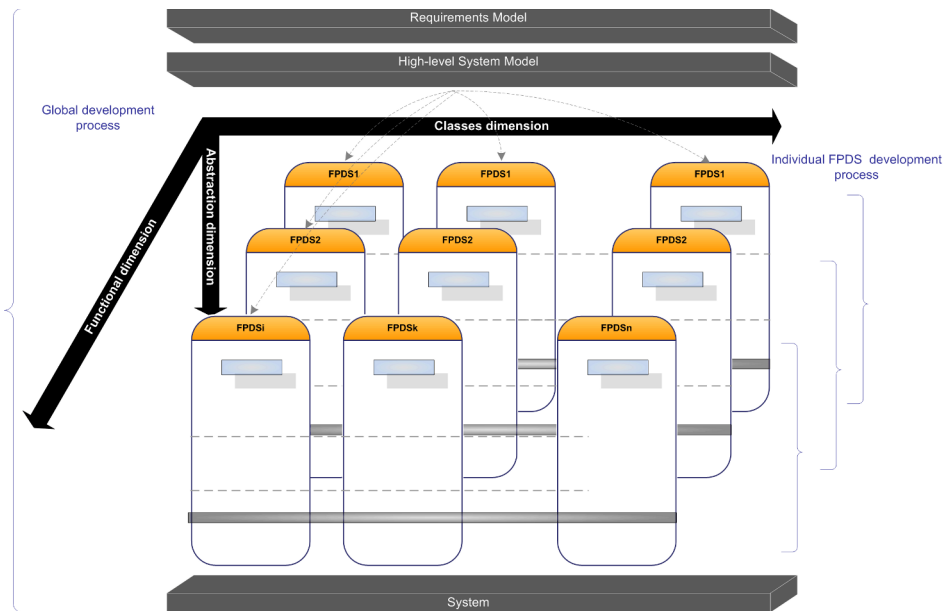 Requirements Model
High-level System Model
Global development
process
Classes dimension
Abstraction dimension
Functional dimension
Individual FPDS development
process
FPDS1
FPDS1
FPDS1
FPDS2
FPDS2
FPDS2
FPDSi
FPDSk
FPDSn
System